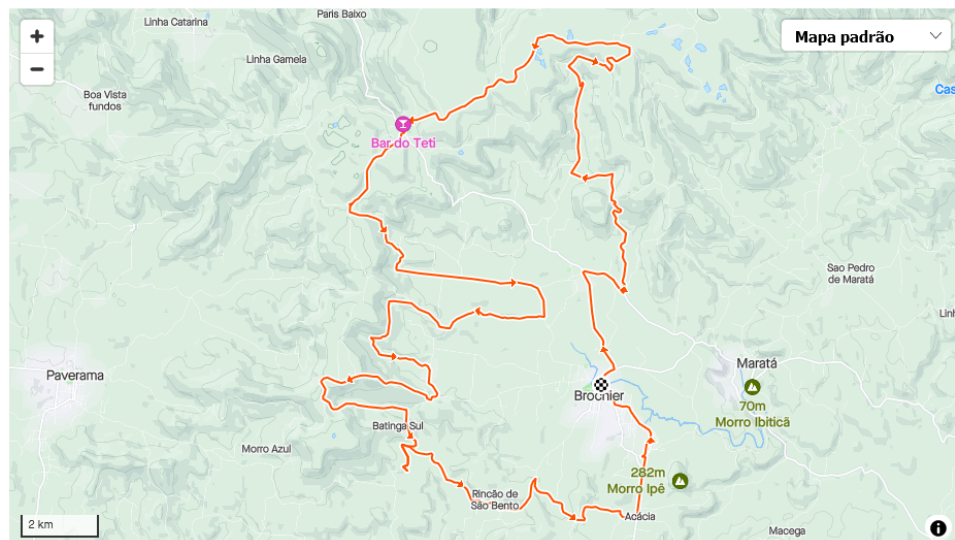 Paris Baixo
Linha Catarina
+
Mapa padrão
Linha Gamela
−
Boa Vista
fundos
Cas
Bar do Teti
Sao Pedro
de Maratá
Linh
Maratá
Paverama
Brochier
70m
Morro Ibiticã
Batinga Sul
Morro Azul
282m
Morro Ipê
Rincão de
São Bento
Acácia
2 km
Macega
i